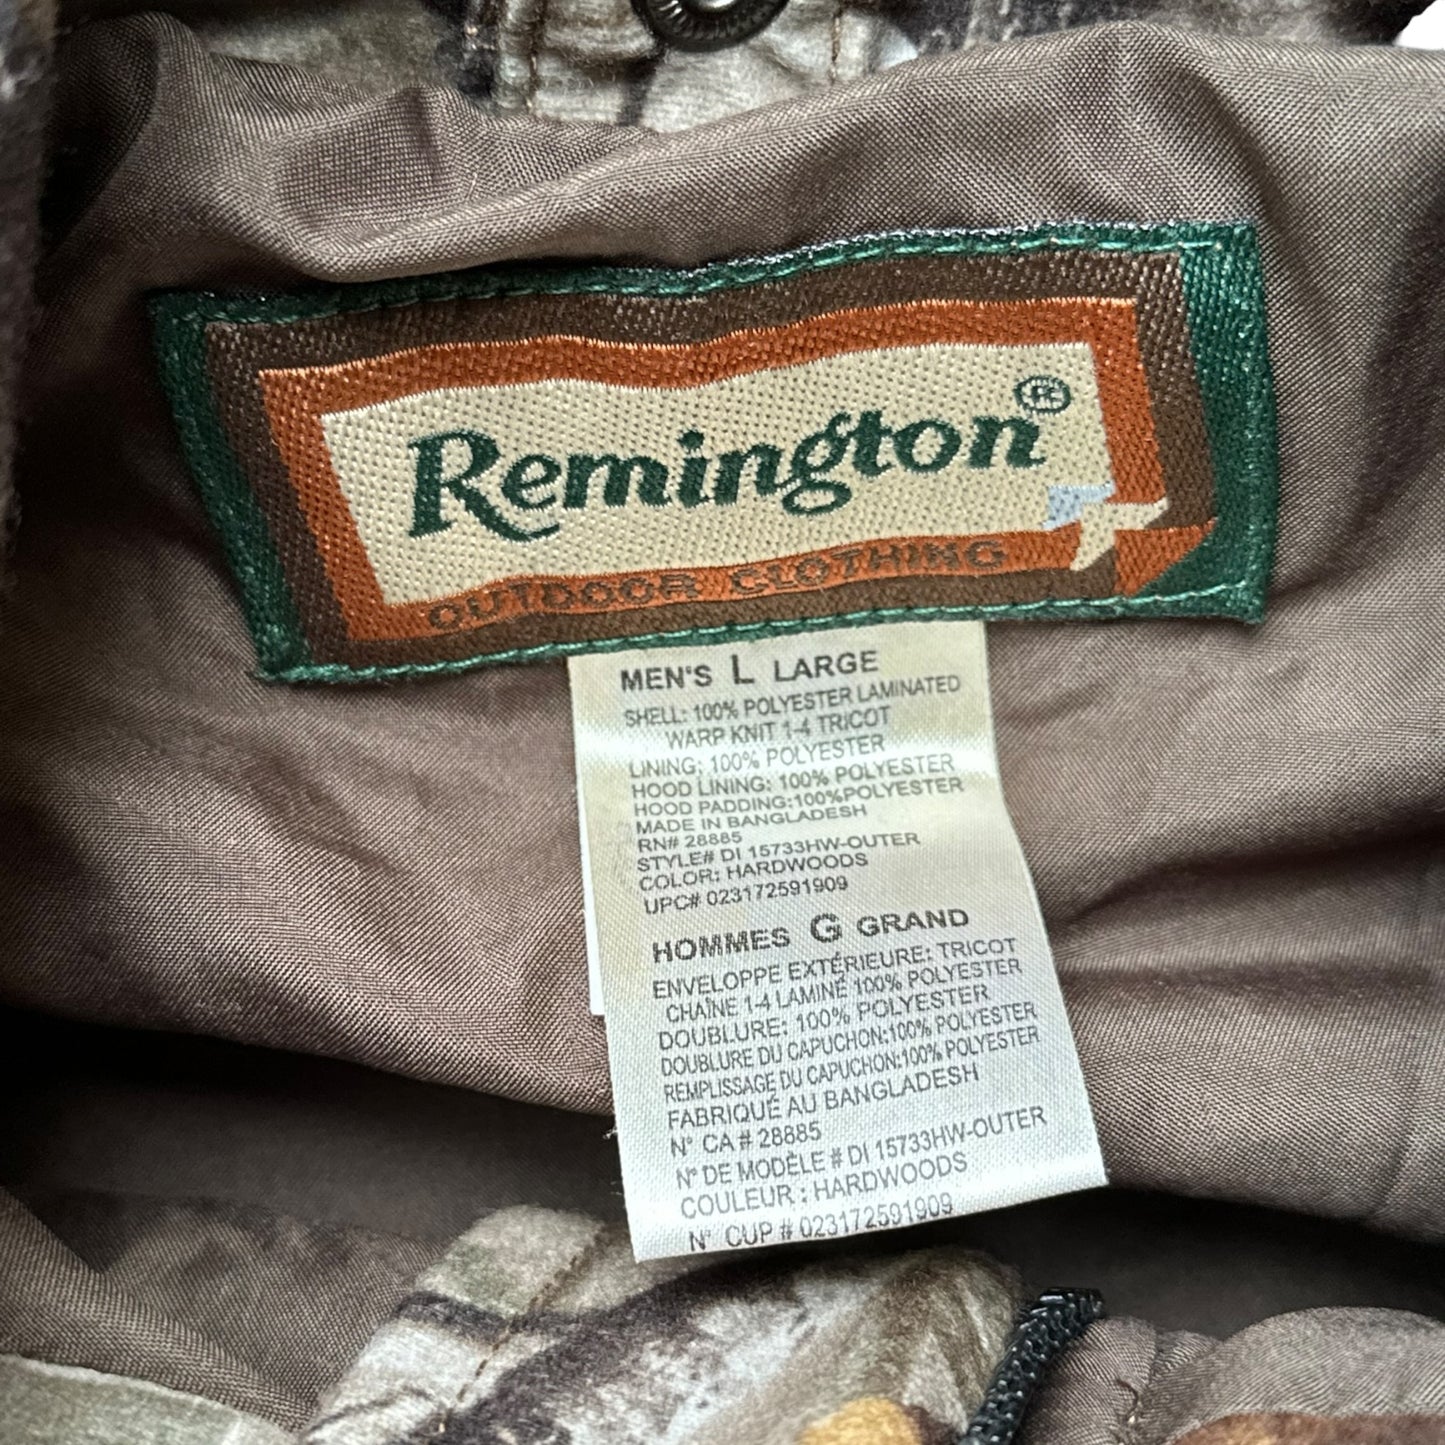 Remington®
OUTDOOR CLOTHING
MEN'S L LARGE
SHELL: 100% POLYESTER LAMINATED
WARP KNIT 1-4 TRICOT
LINING: 100% POLYESTER
HOOD LINING: 100% POLYESTER
HOOD PADDING:100%POLYESTER
MADE IN BANGLADESH
RN# 28885
STYLE# DI 15733HW-OUTER
COLOR: HARDWOODS
UPC# 023172591909
HOMMES G GRAND
ENVELOPPE EXTÉRIEURE: TRICOT
CHAÎNE 1-4 LAMINÉ 100% POLYESTER
DOUBLURE: 100% POLYESTER
DOUBLURE DU CAPUCHON:100% POLYESTER
REMPLISSAGE DU CAPUCHON:100% POLYESTER
FABRIQUÉ AU BANGLADESH
N° CA # 28885
N° DE MODÈLE # DI 15733HW-OUTER
COULEUR : HARDWOODS
N° CUP # 023172591909